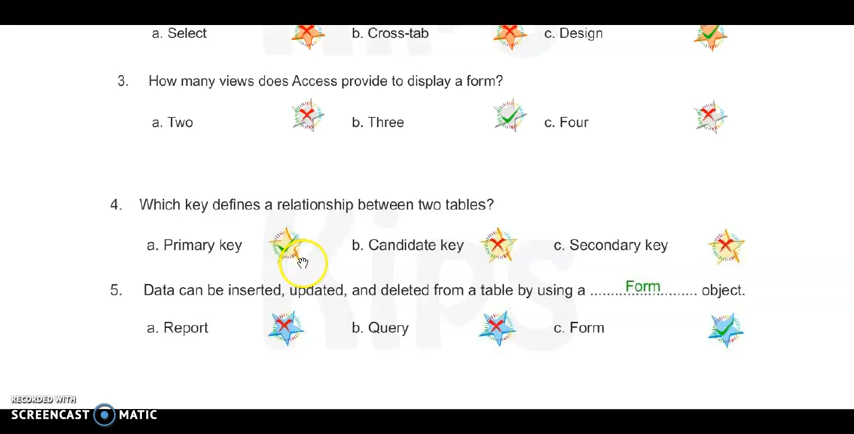 a. Select b. Cross-tab c. Design
3. How many views does Access provide to display a form?
a. Two b. Three c. Four
4. Which key defines a relationship between two tables?
a. Primary key b. Candidate key c. Secondary key
5. Data can be inserted, updated, and deleted from a table by using a .......Form....... object.
a. Report b. Query c. Form
Kips
RECORDED WITH
SCREENCAST MATIC